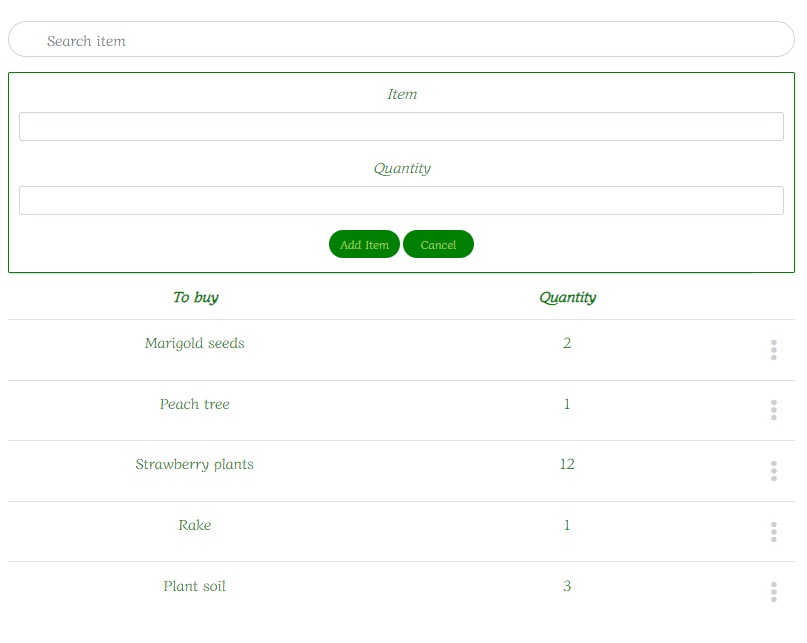 Search item
Item
Quantity
Add Item Cancel
To buy Quantity
Marigold seeds 2
Peach tree 1
Strawberry plants 12
Rake 1
Plant soil 3